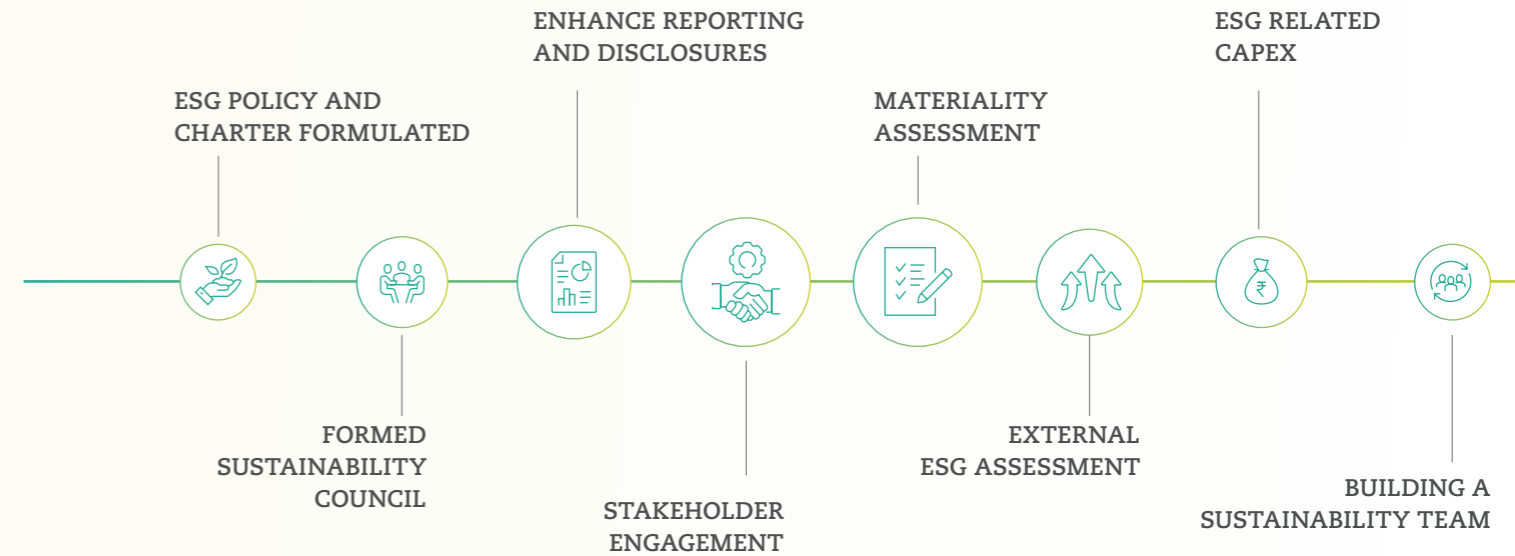 ESG POLICY AND
CHARTER FORMULATED
FORMED
SUSTAINABILITY
COUNCIL
ENHANCE REPORTING
AND DISCLOSURES
STAKEHOLDER
ENGAGEMENT
MATERIALITY
ASSESSMENT
EXTERNAL
ESG ASSESSMENT
ESG RELATED
CAPEX
₹
BUILDING A
SUSTAINABILITY TEAM